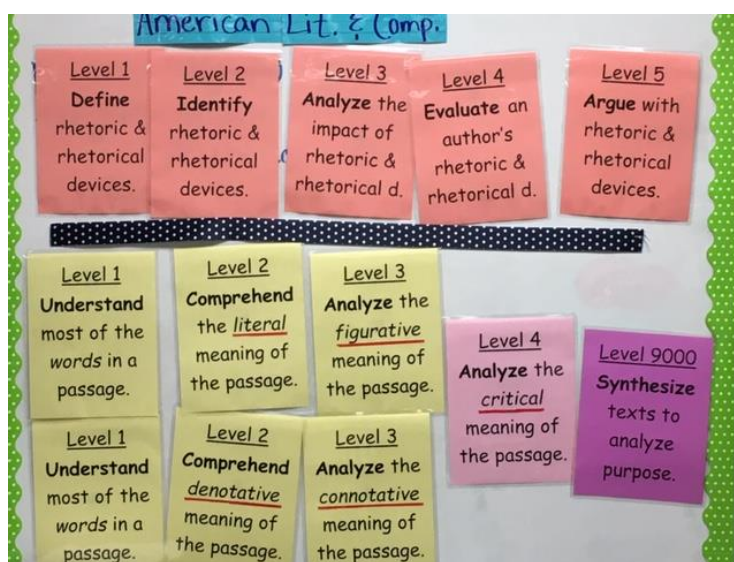 American Lit. & Comp.
Level 1
Define
rhetoric &
rhetorical
devices.
Level 2
Identify
rhetoric &
rhetorical
devices.
Level 3
Analyze the
impact of
rhetoric &
rhetorical d.
Level 4
Evaluate an
author's
rhetoric &
rhetorical d.
Level 5
Argue with
rhetoric &
rhetorical
devices.
Level 1
Understand
most of the
words in a
passage.
Level 2
Comprehend
the literal
meaning of
the passage.
Level 3
Analyze the
figurative
meaning of
the passage.
Level 4
Analyze the
critical
meaning of
the passage.
Level 9000
Synthesize
texts to
analyze
purpose.
Level 1
Understand
most of the
words in a
passage.
Level 2
Comprehend
denotative
meaning of
the passage.
Level 3
Analyze the
connotative
meaning of
the passage.